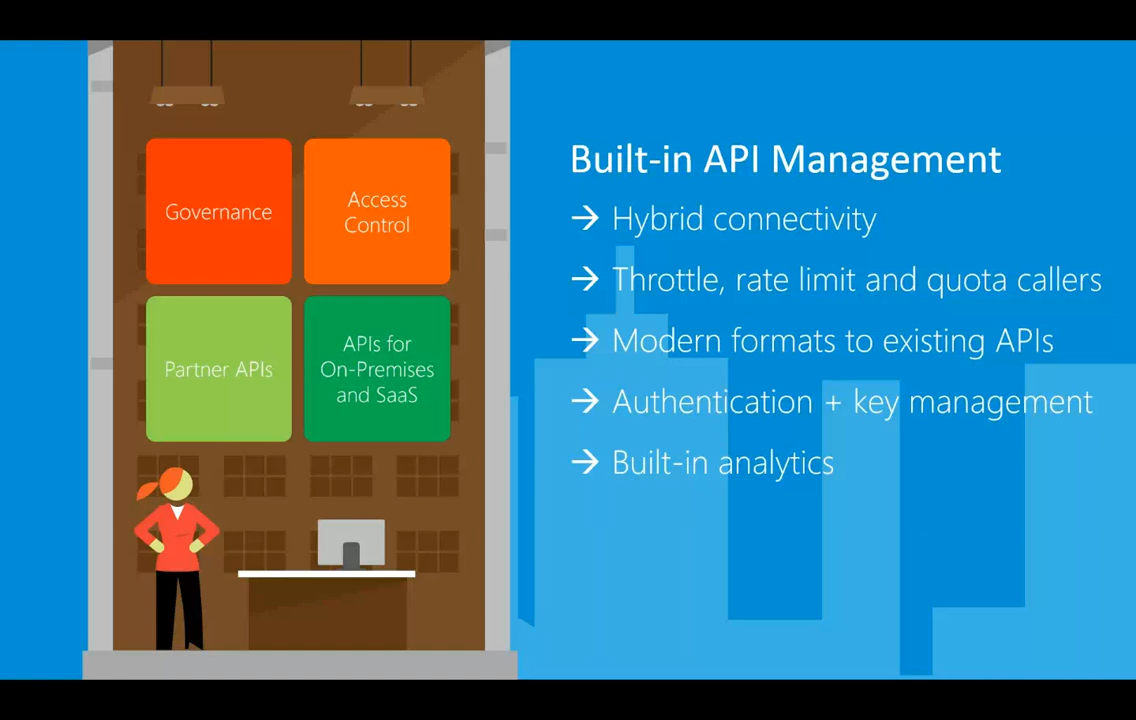 Governance
Access
Control
Partner APIs
APIs for
On-Premises
and SaaS
Built-in API Management
→ Hybrid connectivity
→ Throttle, rate limit and quota callers
→ Modern formats to existing APIs
→ Authentication + key management
→ Built-in analytics